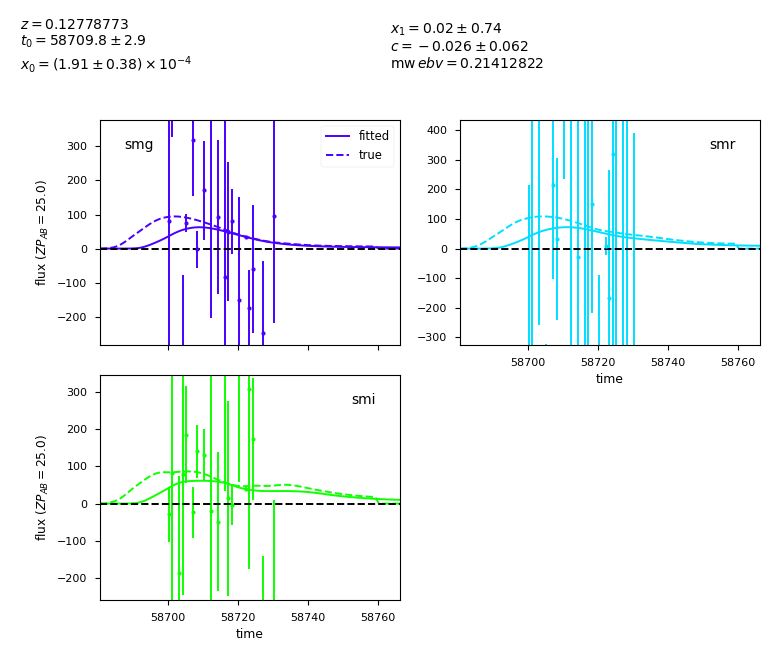 z = 0.12778773
t₀ = 58709.8 ± 2.9
x₀ = (1.91 ± 0.38) × 10⁻⁴
x₁ = 0.02 ± 0.74
c = −0.026 ± 0.062
mw ebv = 0.21412822
smg
fitted
true
300
200
100
0
−100
−200
flux (ZP_AB = 25.0)
smr
400
300
200
100
0
−100
−200
−300
58700 58720 58740 58760
time
smi
300
200
100
0
−100
−200
flux (ZP_AB = 25.0)
58700 58720 58740 58760
time